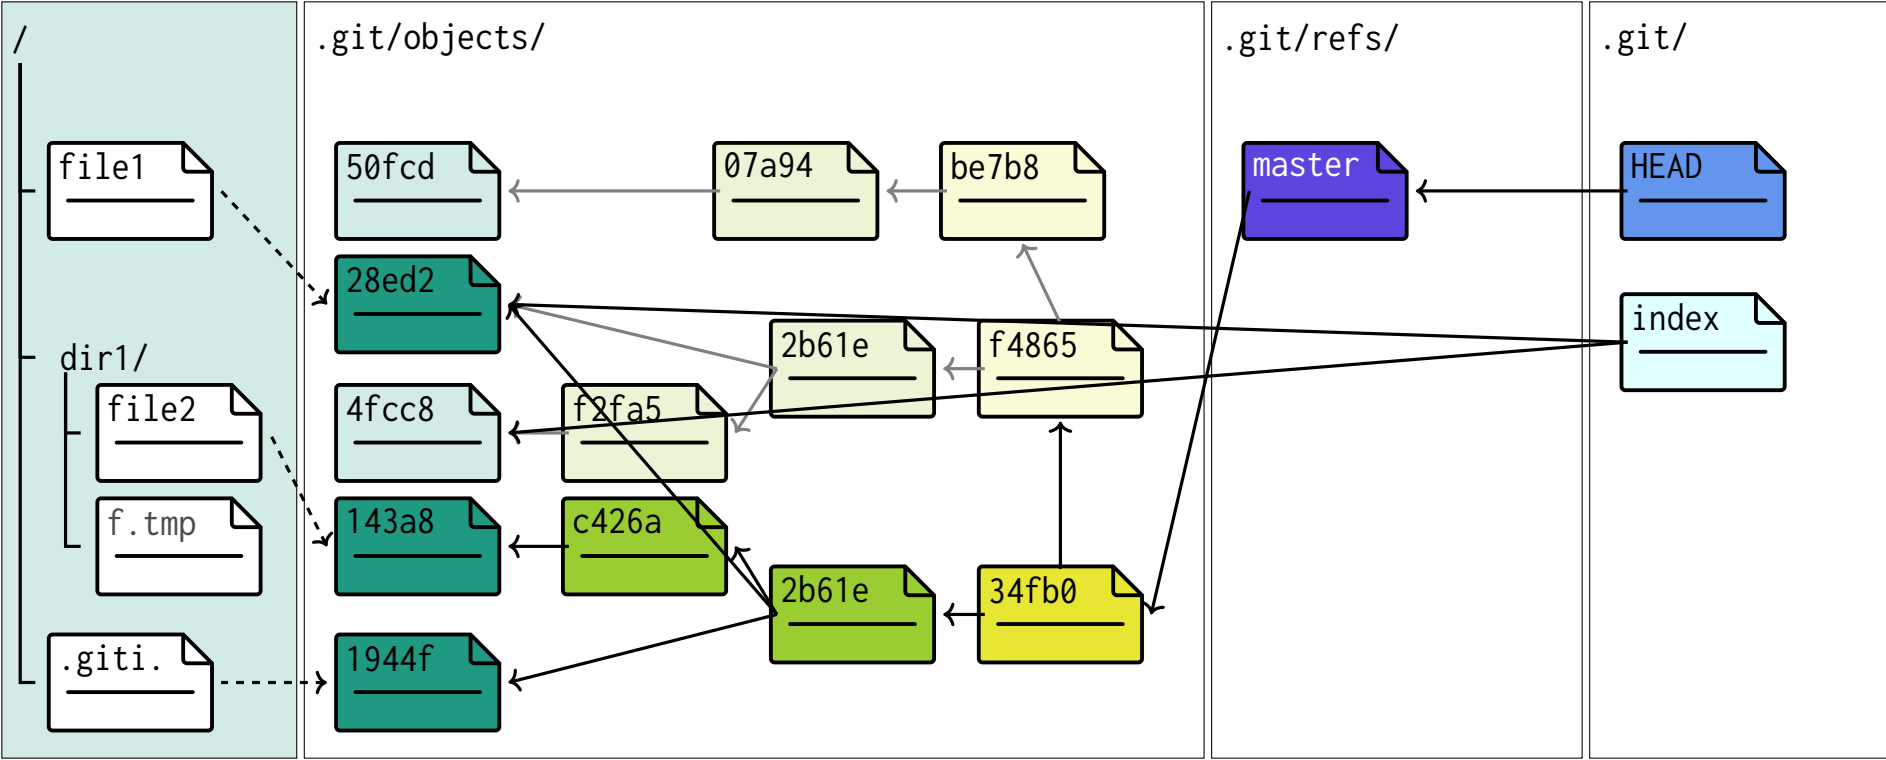 /
.git/objects/
.git/refs/
.git/
file1
50fcd
07a94
be7b8
master
HEAD
28ed2
index
dir1/
2b61e
f4865
file2
4fcc8
f2fa5
f.tmp
143a8
c426a
2b61e
34fb0
.giti.
1944f